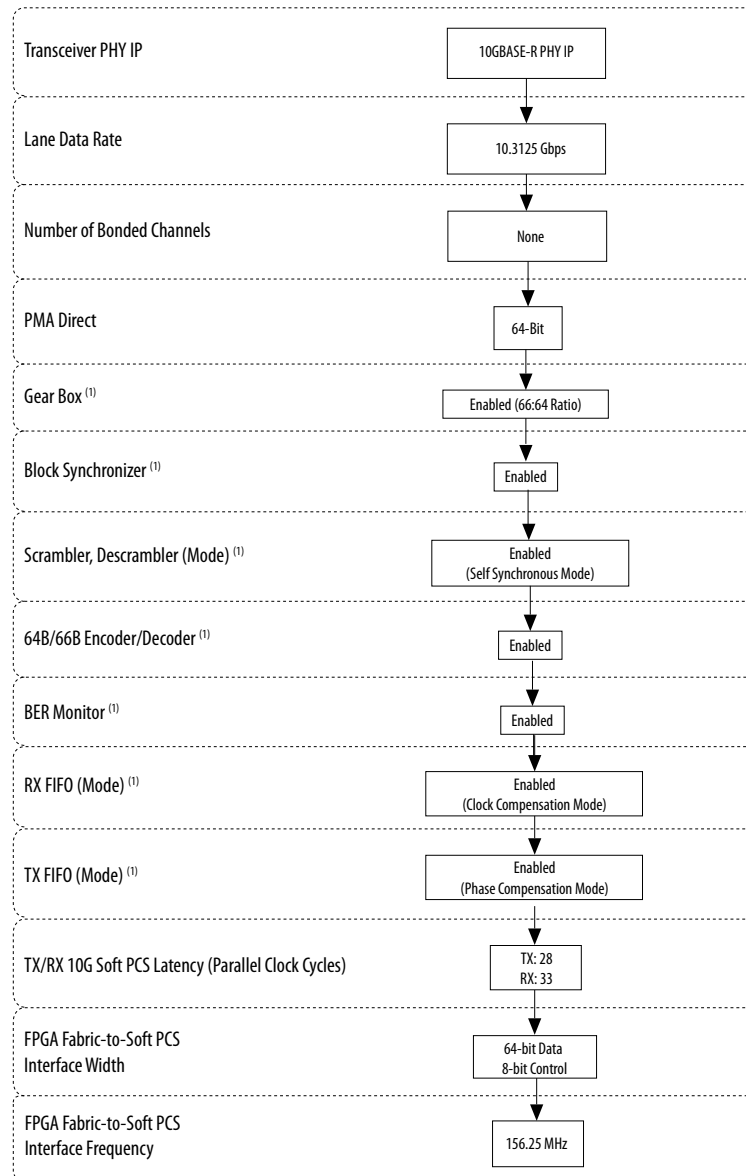 Transceiver PHY IP
10GBASE-R PHY IP
Lane Data Rate
10.3125 Gbps
Number of Bonded Channels
None
PMA Direct
64-Bit
Gear Box (1)
Enabled (66:64 Ratio)
Block Synchronizer (1)
Enabled
Scrambler, Descrambler (Mode) (1)
Enabled
(Self Synchronous Mode)
64B/66B Encoder/Decoder (1)
Enabled
BER Monitor (1)
Enabled
RX FIFO (Mode) (1)
Enabled
(Clock Compensation Mode)
TX FIFO (Mode) (1)
Enabled
(Phase Compensation Mode)
TX/RX 10G Soft PCS Latency (Parallel Clock Cycles)
TX: 28
RX: 33
FPGA Fabric-to-Soft PCS
Interface Width
64-bit Data
8-bit Control
FPGA Fabric-to-Soft PCS
Interface Frequency
156.25 MHz